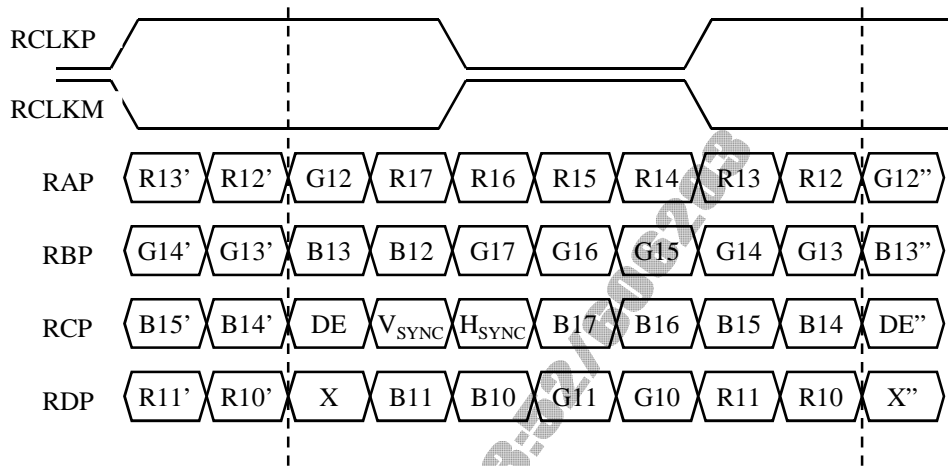 RCLKP
RCLKM
RAP R13' R12' G12 R17 R16 R15 R14 R13 R12 G12”
RBP G14' G13' B13 B12 G17 G16 G15 G14 G13 B13”
RCP B15' B14' DE VSYNC HSYNC B17 B16 B15 B14 DE”
RDP R11' R10' X B11 B10 G11 G10 R11 R10 X”